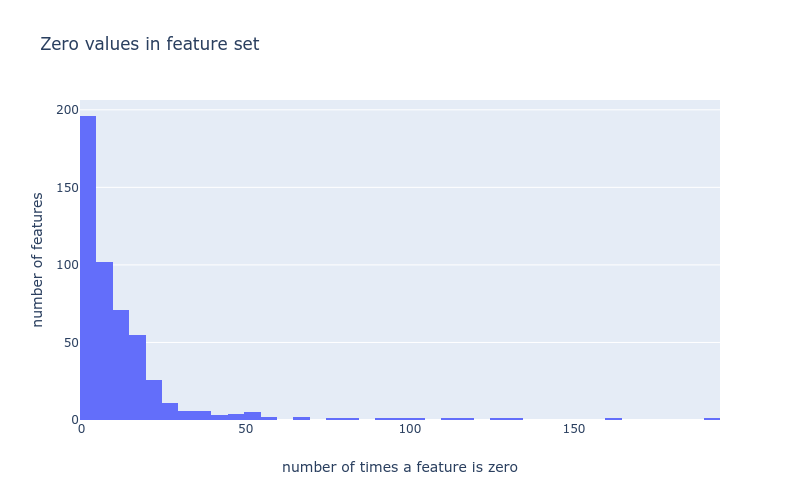 Zero values in feature set
200
150
100
50
0
number of features
0 50 100 150
number of times a feature is zero